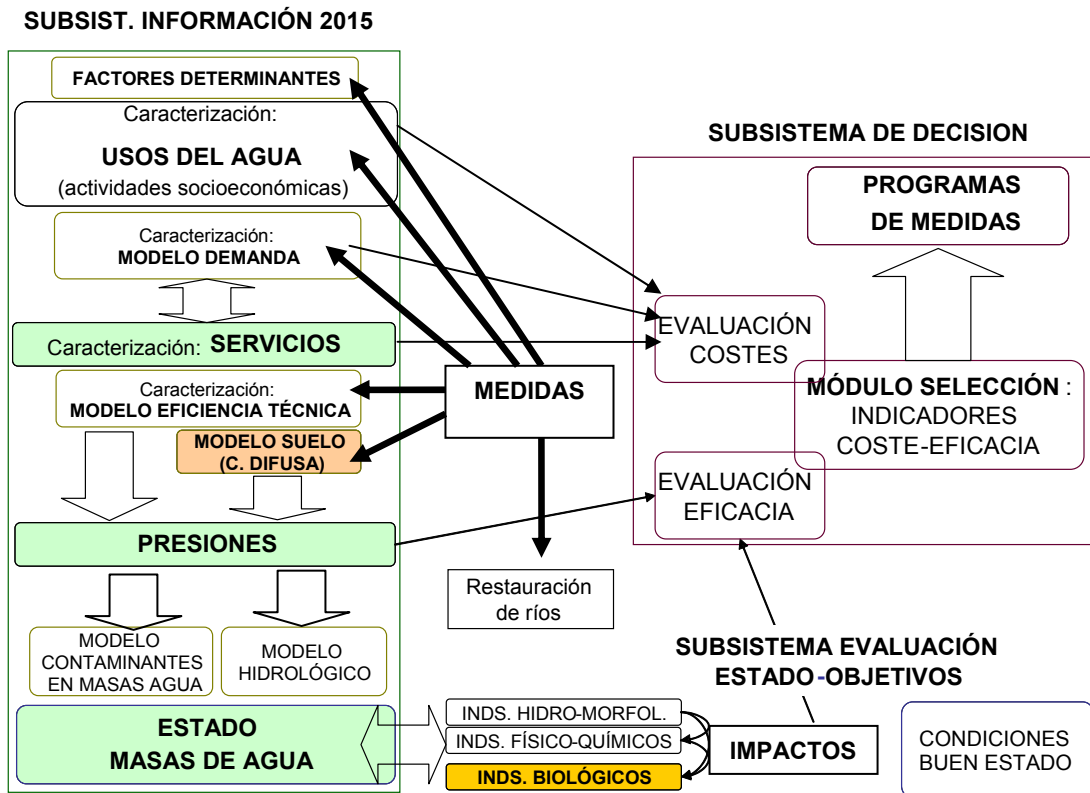 SUBSIST. INFORMACIÓN 2015
FACTORES DETERMINANTES
Caracterización:
USOS DEL AGUA
(actividades socioeconómicas)
Caracterización:
MODELO DEMANDA
Caracterización: SERVICIOS
Caracterización:
MODELO EFICIENCIA TÉCNICA
MODELO SUELO
(C. DIFUSA)
PRESIONES
MODELO
CONTAMINANTES
EN MASAS AGUA
MODELO
HIDROLÓGICO
ESTADO
MASAS DE AGUA
MEDIDAS
Restauración
de ríos
INDS. HIDRO-MORFOL.
INDS. FÍSICO-QUÍMICOS
INDS. BIOLÓGICOS
SUBSISTEMA DE DECISION
PROGRAMAS
DE MEDIDAS
EVALUACIÓN
COSTES
MÓDULO SELECCIÓN :
INDICADORES
COSTE-EFICACIA
EVALUACIÓN
EFICACIA
SUBSISTEMA EVALUACIÓN
ESTADO-OBJETIVOS
IMPACTOS
CONDICIONES
BUEN ESTADO